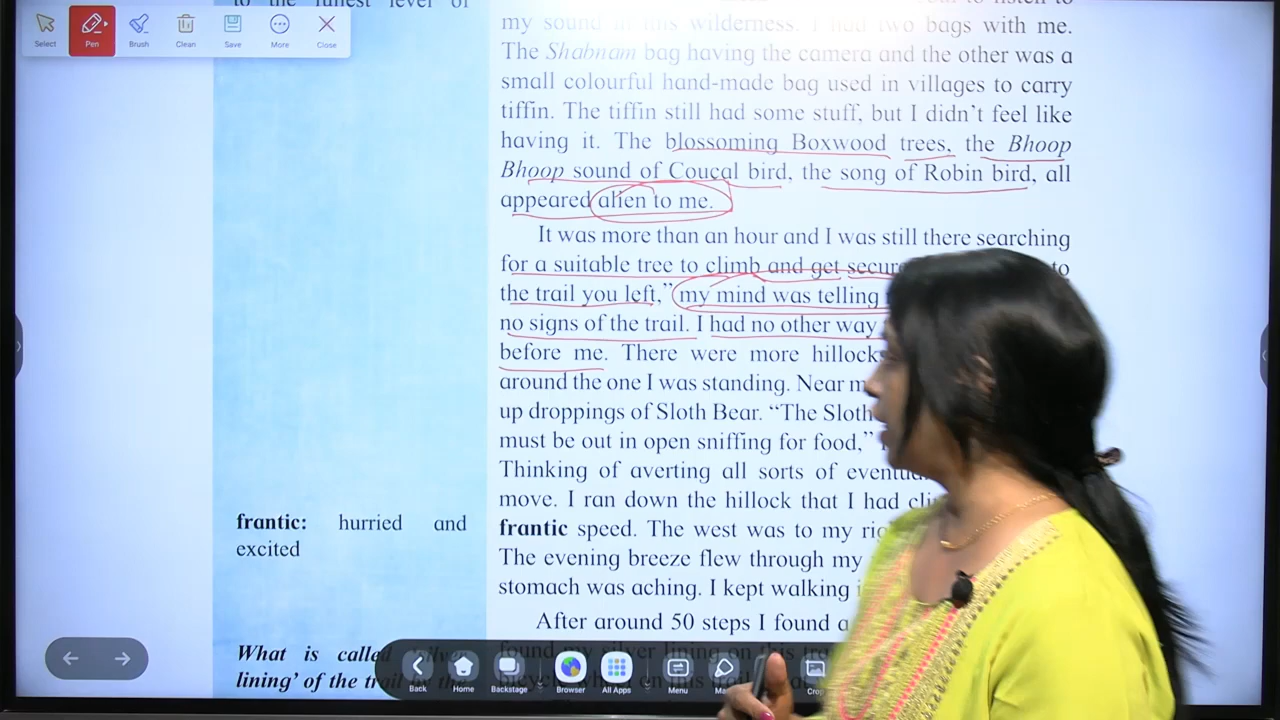 to the fullest level of
Select
Pen
Brush
Clean
Save
More
Close
my sound in this wilderness. I had two bags with me.
The Shabnam bag having the camera and the other was a
small colourful hand-made bag used in villages to carry
tiffin. The tiffin still had some stuff, but I didn't feel like
having it. The blossoming Boxwood trees, the Bhoop
Bhoop sound of Coucal bird, the song of Robin bird, all
appeared alien to me.
It was more than an hour and I was still there searching
for a suitable tree to climb and get secure to
the trail you left,” my mind was telling
no signs of the trail. I had no other way
before me. There were more hillocks
around the one I was standing. Near
up droppings of Sloth Bear. “The Sloth
must be out in open sniffing for food,”
Thinking of averting all sorts of
move. I ran down the hillock that I had
frantic speed. The west was to my
The evening breeze flew through my
stomach was aching. I kept walking
After around 50 steps I found a
found my silver lining on this
frantic: hurried and
excited
What is called
lining' of the trail
Back
Home
Backstage
Browser
All Apps
Menu
Crop